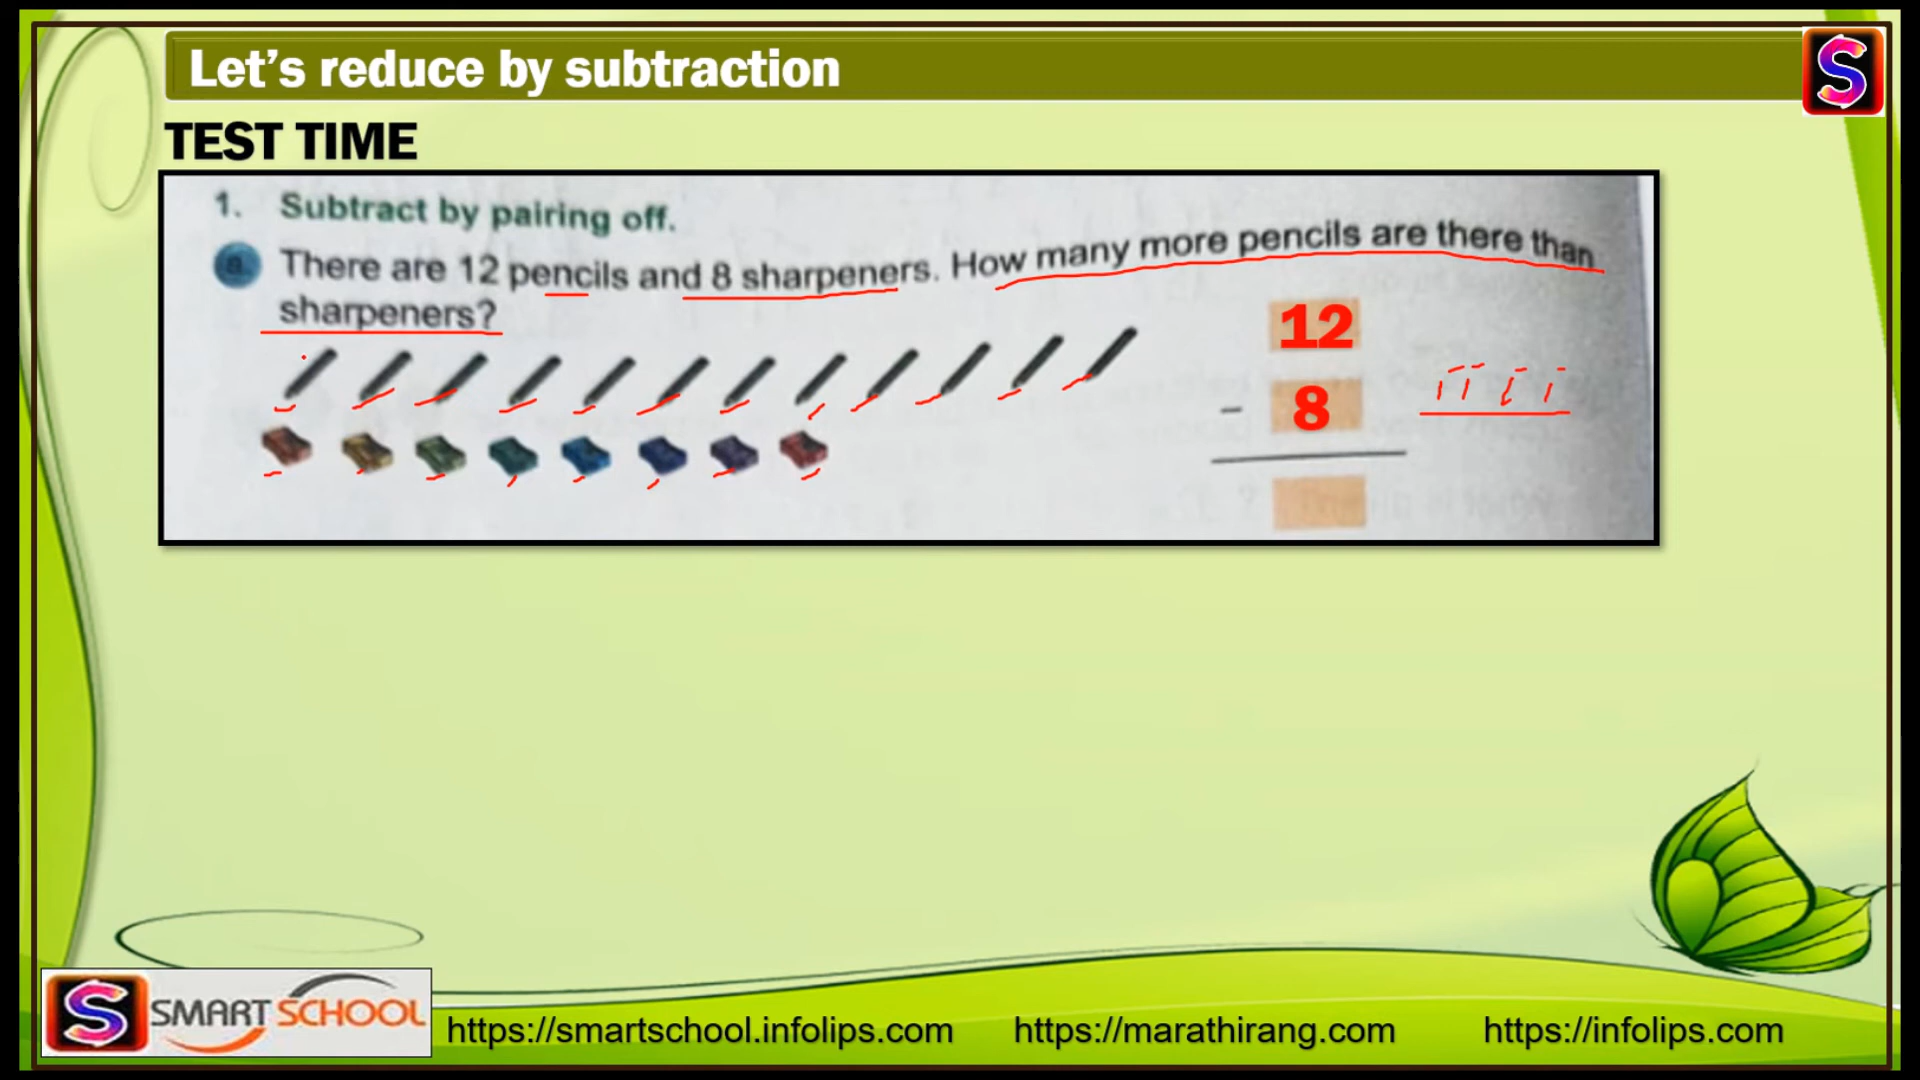 Let's reduce by subtraction
S
TEST TIME
1. Subtract by pairing off.
a. There are 12 pencils and 8 sharpeners. How many more pencils are there than
sharpeners?
12
- 8
S SMART SCHOOL
https://smartschool.infolips.com https://marathirang.com https://infolips.com